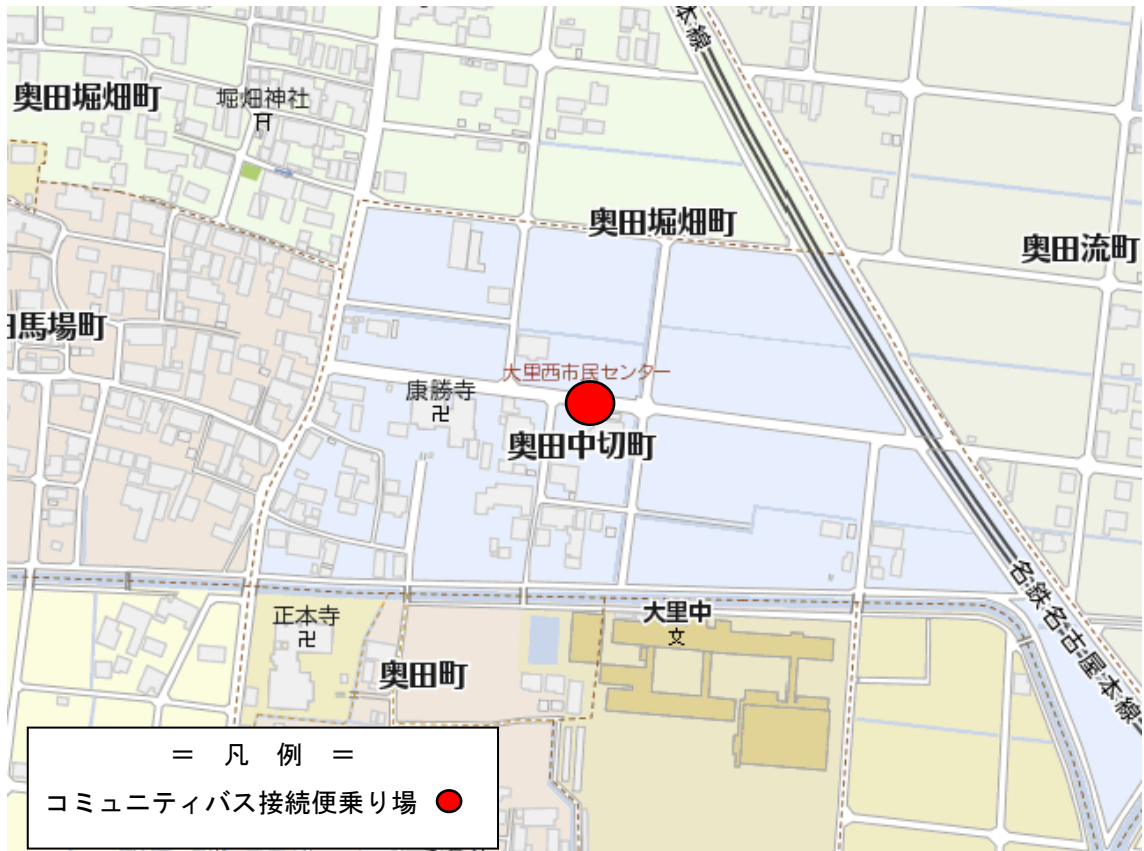 本線
奥田堀畑町
堀畑神社
奥田堀畑町
奥田流町
馬場町
大里西市民センター
康勝寺
奥田中切町
名鉄名古屋本線
正本寺
大里中
文
奥田町
＝ 凡 例 ＝
コミュニティバス接続便乗り場